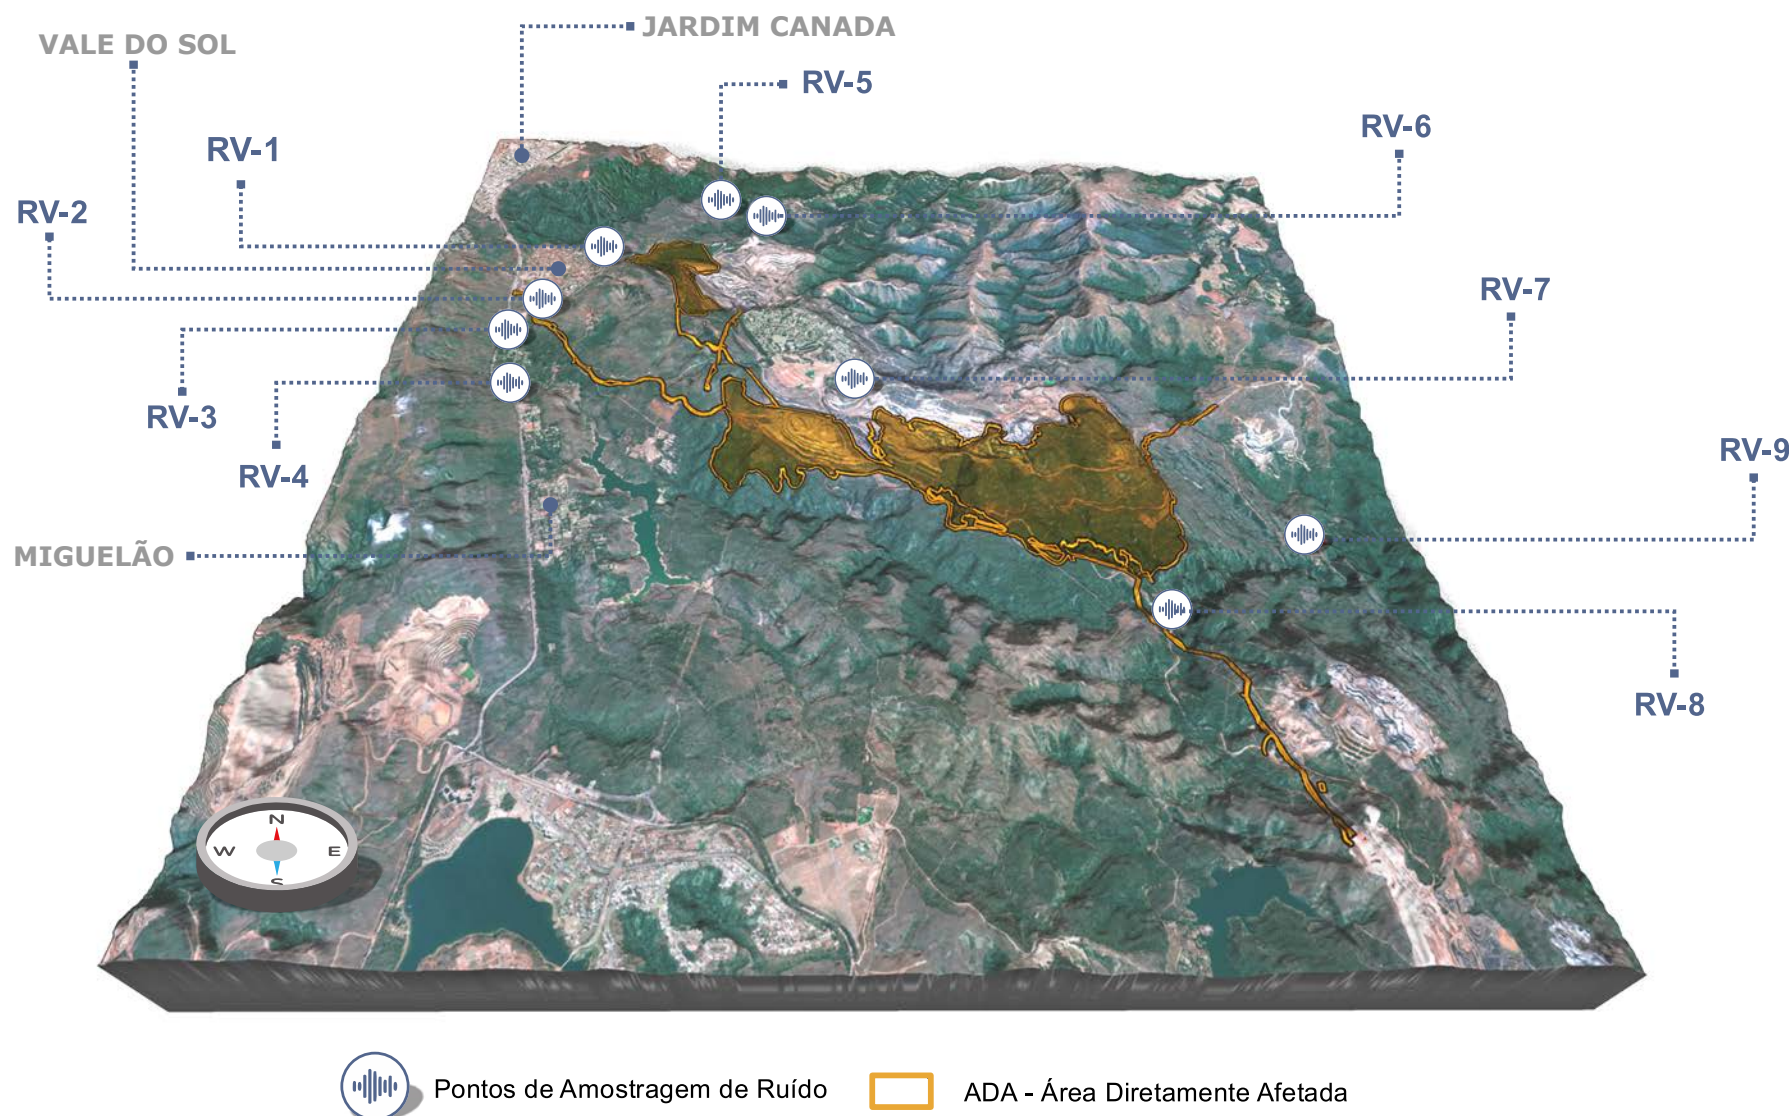 JARDIM CANADA
VALE DO SOL
RV-5
RV-6
RV-1
RV-2
RV-7
RV-3
RV-4
RV-9
MIGUELÃO
RV-8
N
W
E
S
Pontos de Amostragem de Ruído
ADA - Área Diretamente Afetada